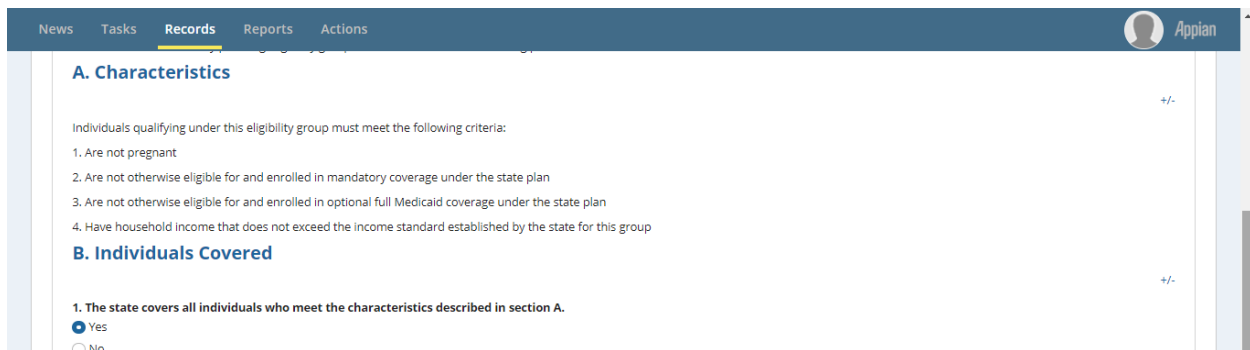 News Tasks Records Reports Actions Appian
A. Characteristics
+/-
Individuals qualifying under this eligibility group must meet the following criteria:
1. Are not pregnant
2. Are not otherwise eligible for and enrolled in mandatory coverage under the state plan
3. Are not otherwise eligible for and enrolled in optional full Medicaid coverage under the state plan
4. Have household income that does not exceed the income standard established by the state for this group
B. Individuals Covered
+/-
1. The state covers all individuals who meet the characteristics described in section A.
Yes
No